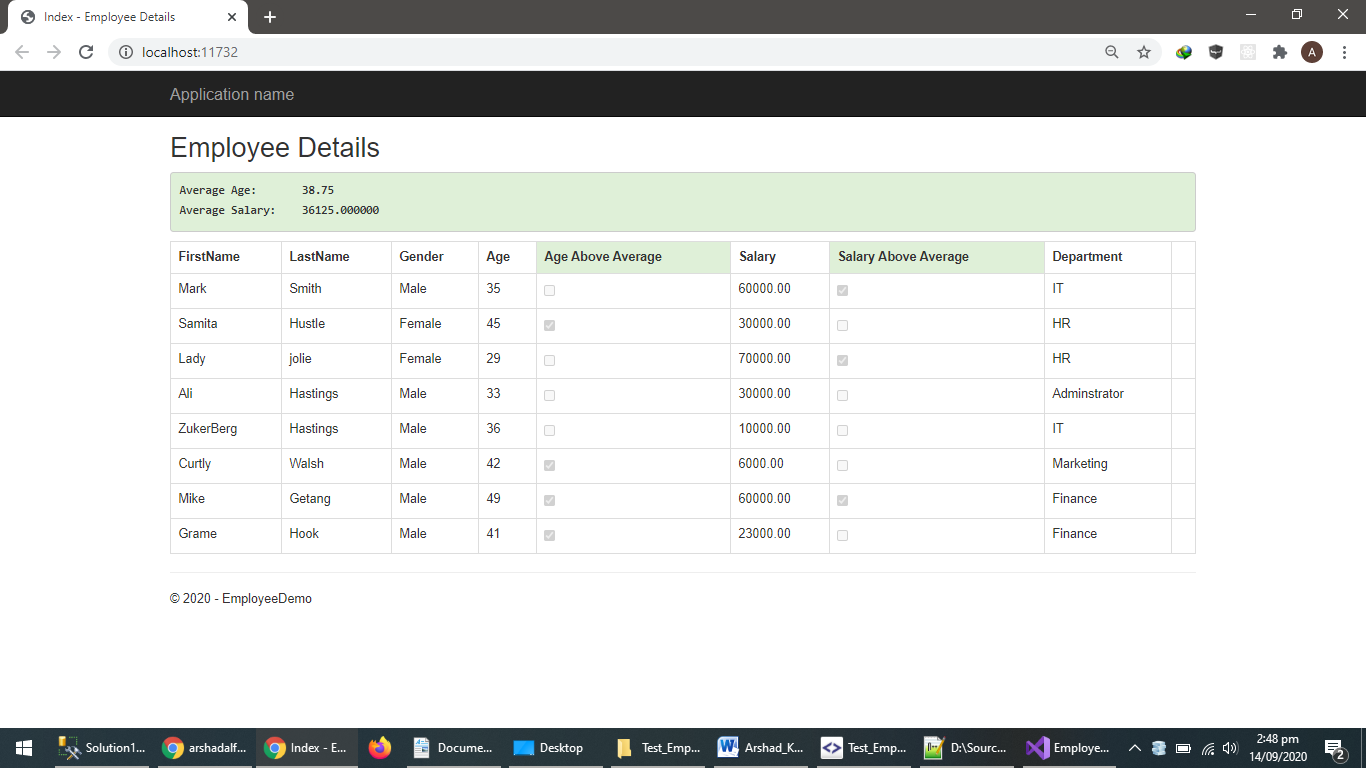 Index - Employee Details
localhost:11732
A
Application name
Employee Details
Average Age: 38.75
Average Salary: 36125.000000
FirstName LastName Gender Age Age Above Average Salary Salary Above Average Department
Mark Smith Male 35 60000.00 IT
Samita Hustle Female 45 30000.00 HR
Lady jolie Female 29 70000.00 HR
Ali Hastings Male 33 30000.00 Adminstrator
ZukerBerg Hastings Male 36 10000.00 IT
Curtly Walsh Male 42 6000.00 Marketing
Mike Getang Male 49 60000.00 Finance
Grame Hook Male 41 23000.00 Finance
© 2020 - EmployeeDemo
Solution1... arshadalf... Index - E... Docume... Desktop Test_Emp... Arshad_K... Test_Emp... D:\Sourc... Employe... 2:48 pm
14/09/2020 2